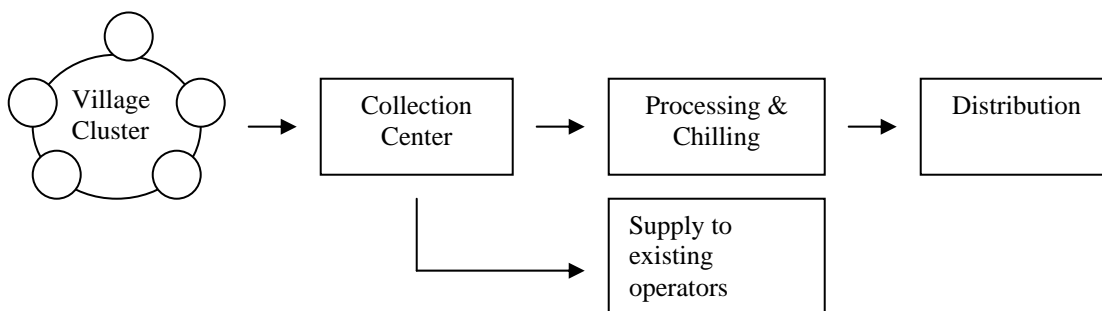 Village
Cluster
Collection
Center
Processing &
Chilling
Distribution
Supply to
existing
operators